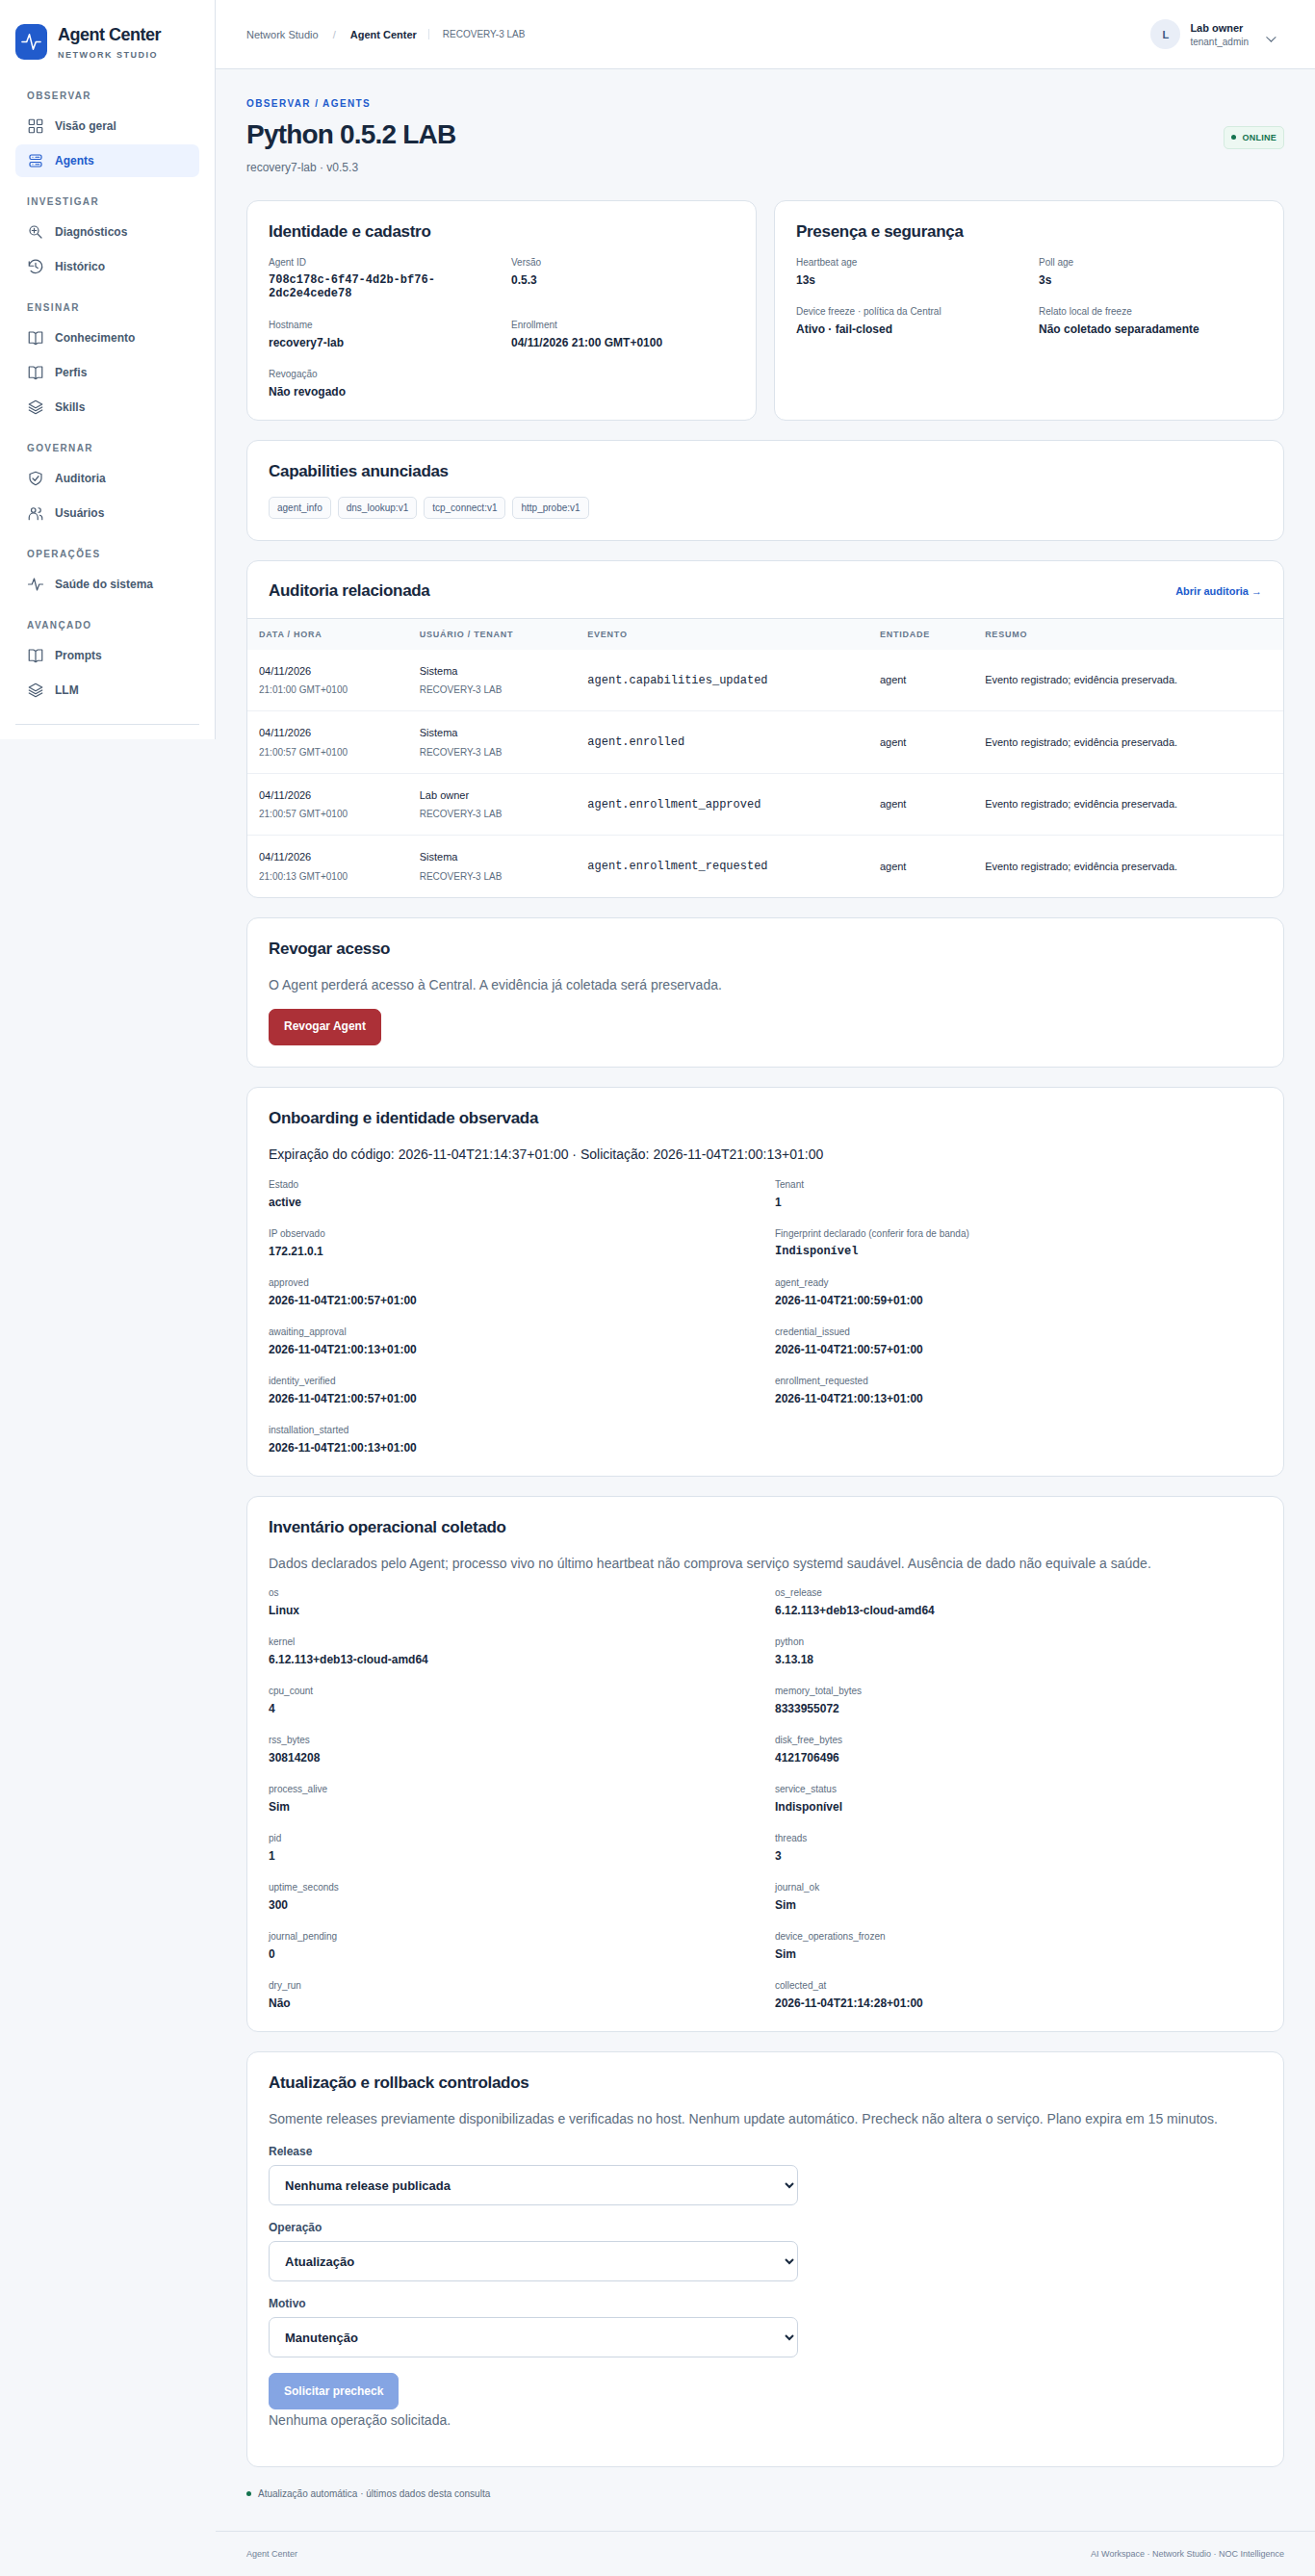 Agent Center
NETWORK STUDIO
OBSERVAR
Visão geral
Agents
INVESTIGAR
Diagnósticos
Histórico
ENSINAR
Conhecimento
Perfis
Skills
GOVERNAR
Auditoria
Usuários
OPERAÇÕES
Saúde do sistema
AVANÇADO
Prompts
LLM
Network Studio / Agent Center RECOVERY-3 LAB
L
Lab owner
tenant_admin
OBSERVAR / AGENTS
Python 0.5.2 LAB
ONLINE
recovery7-lab · v0.5.3
Identidade e cadastro
Agent ID
708c178c-6f47-4d2b-bf76-
2dc2e4cede78
Versão
0.5.3
Hostname
recovery7-lab
Enrollment
04/11/2026 21:00 GMT+0100
Revogação
Não revogado
Presença e segurança
Heartbeat age
13s
Poll age
3s
Device freeze · política da Central
Ativo · fail-closed
Relato local de freeze
Não coletado separadamente
Capabilities anunciadas
agent_info dns_lookup:v1 tcp_connect:v1 http_probe:v1
Auditoria relacionada
Abrir auditoria →
DATA / HORA USUÁRIO / TENANT EVENTO ENTIDADE RESUMO
04/11/2026
21:01:00 GMT+0100
Sistema
RECOVERY-3 LAB
agent.capabilities_updated
agent
Evento registrado; evidência preservada.
04/11/2026
21:00:57 GMT+0100
Sistema
RECOVERY-3 LAB
agent.enrolled
agent
Evento registrado; evidência preservada.
04/11/2026
21:00:57 GMT+0100
Lab owner
RECOVERY-3 LAB
agent.enrollment_approved
agent
Evento registrado; evidência preservada.
04/11/2026
21:00:13 GMT+0100
Sistema
RECOVERY-3 LAB
agent.enrollment_requested
agent
Evento registrado; evidência preservada.
Revogar acesso
O Agent perderá acesso à Central. A evidência já coletada será preservada.
Revogar Agent
Onboarding e identidade observada
Expiração do código: 2026-11-04T21:14:37+01:00 · Solicitação: 2026-11-04T21:00:13+01:00
Estado
active
Tenant
1
IP observado
172.21.0.1
Fingerprint declarado (conferir fora de banda)
Indisponível
approved
2026-11-04T21:00:57+01:00
agent_ready
2026-11-04T21:00:59+01:00
awaiting_approval
2026-11-04T21:00:13+01:00
credential_issued
2026-11-04T21:00:57+01:00
identity_verified
2026-11-04T21:00:57+01:00
enrollment_requested
2026-11-04T21:00:13+01:00
installation_started
2026-11-04T21:00:13+01:00
Inventário operacional coletado
Dados declarados pelo Agent; processo vivo no último heartbeat não comprova serviço systemd saudável. Ausência de dado não equivale a saúde.
os
Linux
os_release
6.12.113+deb13-cloud-amd64
kernel
6.12.113+deb13-cloud-amd64
python
3.13.18
cpu_count
4
memory_total_bytes
8333955072
rss_bytes
30814208
disk_free_bytes
4121706496
process_alive
Sim
service_status
Indisponível
pid
1
threads
3
uptime_seconds
300
journal_ok
Sim
journal_pending
0
device_operations_frozen
Sim
dry_run
Não
collected_at
2026-11-04T21:14:28+01:00
Atualização e rollback controlados
Somente releases previamente disponibilizadas e verificadas no host. Nenhum update automático. Precheck não altera o serviço. Plano expira em 15 minutos.
Release
Nenhuma release publicada
Operação
Atualização
Motivo
Manutenção
Solicitar precheck
Nenhuma operação solicitada.
Atualização automática · últimos dados desta consulta
Agent Center
AI Workspace · Network Studio · NOC Intelligence